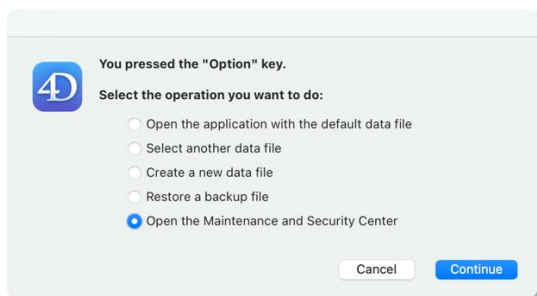 You pressed the "Option" key.
4D
Select the operation you want to do:
Open the application with the default data file
Select another data file
Create a new data file
Restore a backup file
Open the Maintenance and Security Center
Cancel
Continue